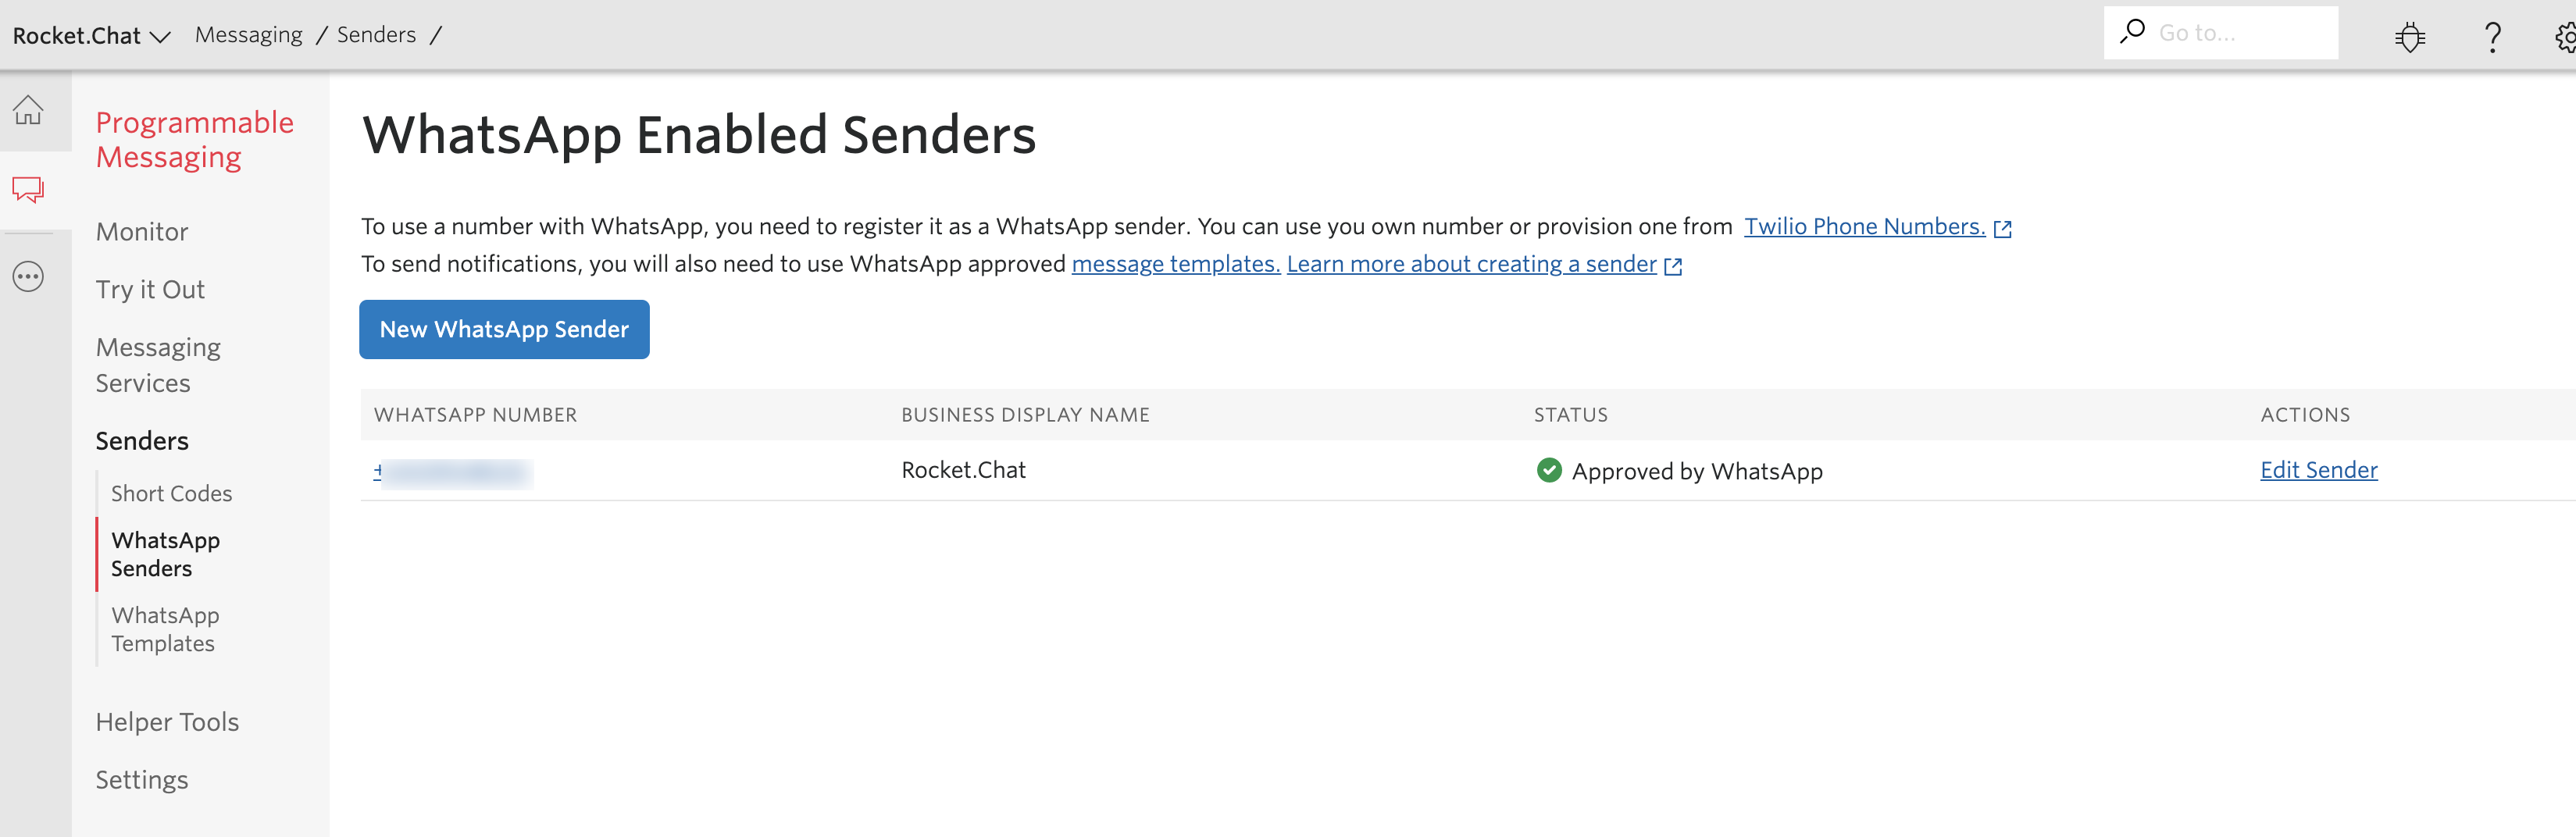 Rocket.Chat Messaging / Senders /
Go to...
?
Programmable
Messaging
Monitor
Try it Out
Messaging
Services
Senders
Short Codes
WhatsApp
Senders
WhatsApp
Templates
Helper Tools
Settings
WhatsApp Enabled Senders
To use a number with WhatsApp, you need to register it as a WhatsApp sender. You can use you own number or provision one from Twilio Phone Numbers.
To send notifications, you will also need to use WhatsApp approved message templates. Learn more about creating a sender
New WhatsApp Sender
WHATSAPP NUMBER BUSINESS DISPLAY NAME STATUS ACTIONS
+ Rocket.Chat Approved by WhatsApp Edit Sender